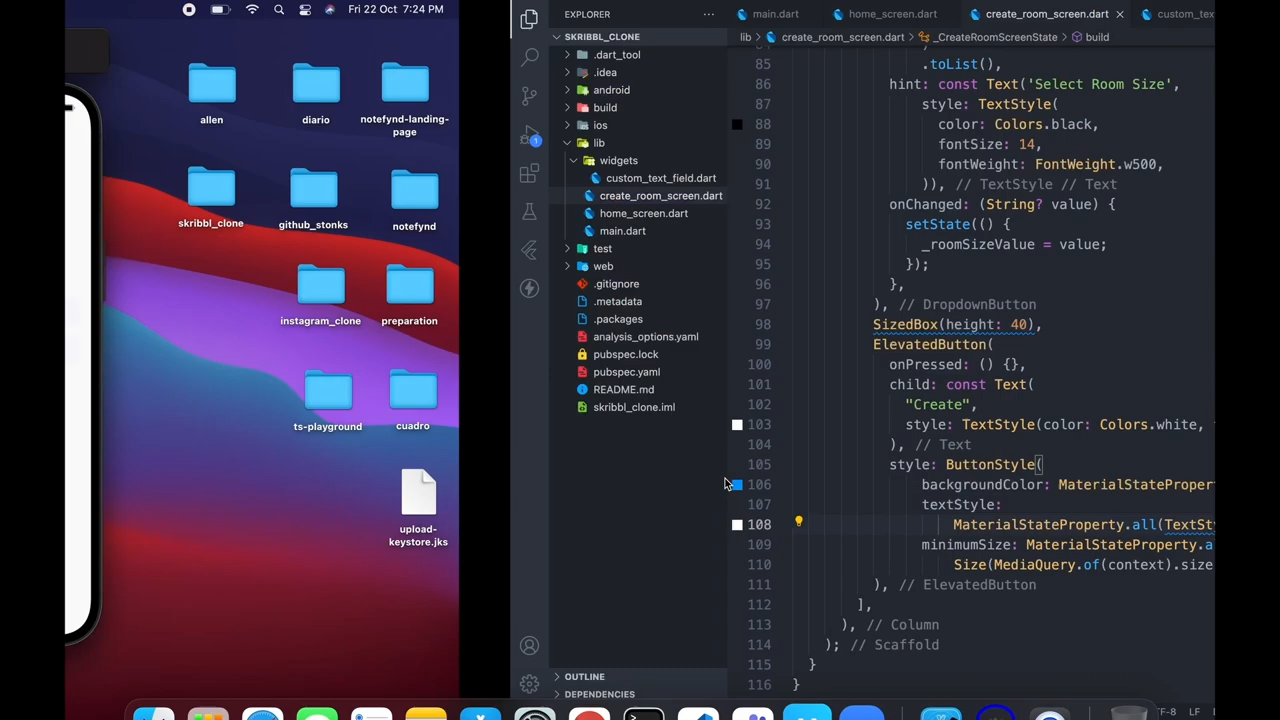 Fri 22 Oct 7:24 PM
allen
diario
notefynd-landing-
page
skribbl_clone
github_stonks
notefynd
instagram_clone
preparation
ts-playground
cuadro
upload-
keystore.jks
EXPLORER
SKRIBBL_CLONE
.dart_tool
.idea
android
build
ios
lib
widgets
custom_text_field.dart
create_room_screen.dart
home_screen.dart
main.dart
test
web
.gitignore
.metadata
.packages
analysis_options.yaml
pubspec.lock
pubspec.yaml
README.md
skribbl_clone.iml
OUTLINE
DEPENDENCIES
1
main.dart
home_screen.dart
create_room_screen.dart
custom_tex
lib > create_room_screen.dart > _CreateRoomScreenState > build
85 .toList(),
86 hint: const Text('Select Room Size',
87 style: TextStyle(
88 color: Colors.black,
89 fontSize: 14,
90 fontWeight: FontWeight.w500,
91 )), // TextStyle // Text
92 onChanged: (String? value) {
93 setState(() {
94 _roomSizeValue = value;
95 });
96 },
97 ), // DropdownButton
98 SizedBox(height: 40),
99 ElevatedButton(
100 onPressed: () {},
101 child: const Text(
102 "Create",
103 style: TextStyle(color: Colors.white,
104 ), // Text
105 style: ButtonStyle(
106 backgroundColor: MaterialStateProper
107 textStyle:
108 MaterialStateProperty.all(TextSty
109 minimumSize: MaterialStateProperty.a
110 Size(MediaQuery.of(context).size
111 ), // ElevatedButton
112 ],
113 ), // Column
114 ); // Scaffold
115 }
116 }
LF